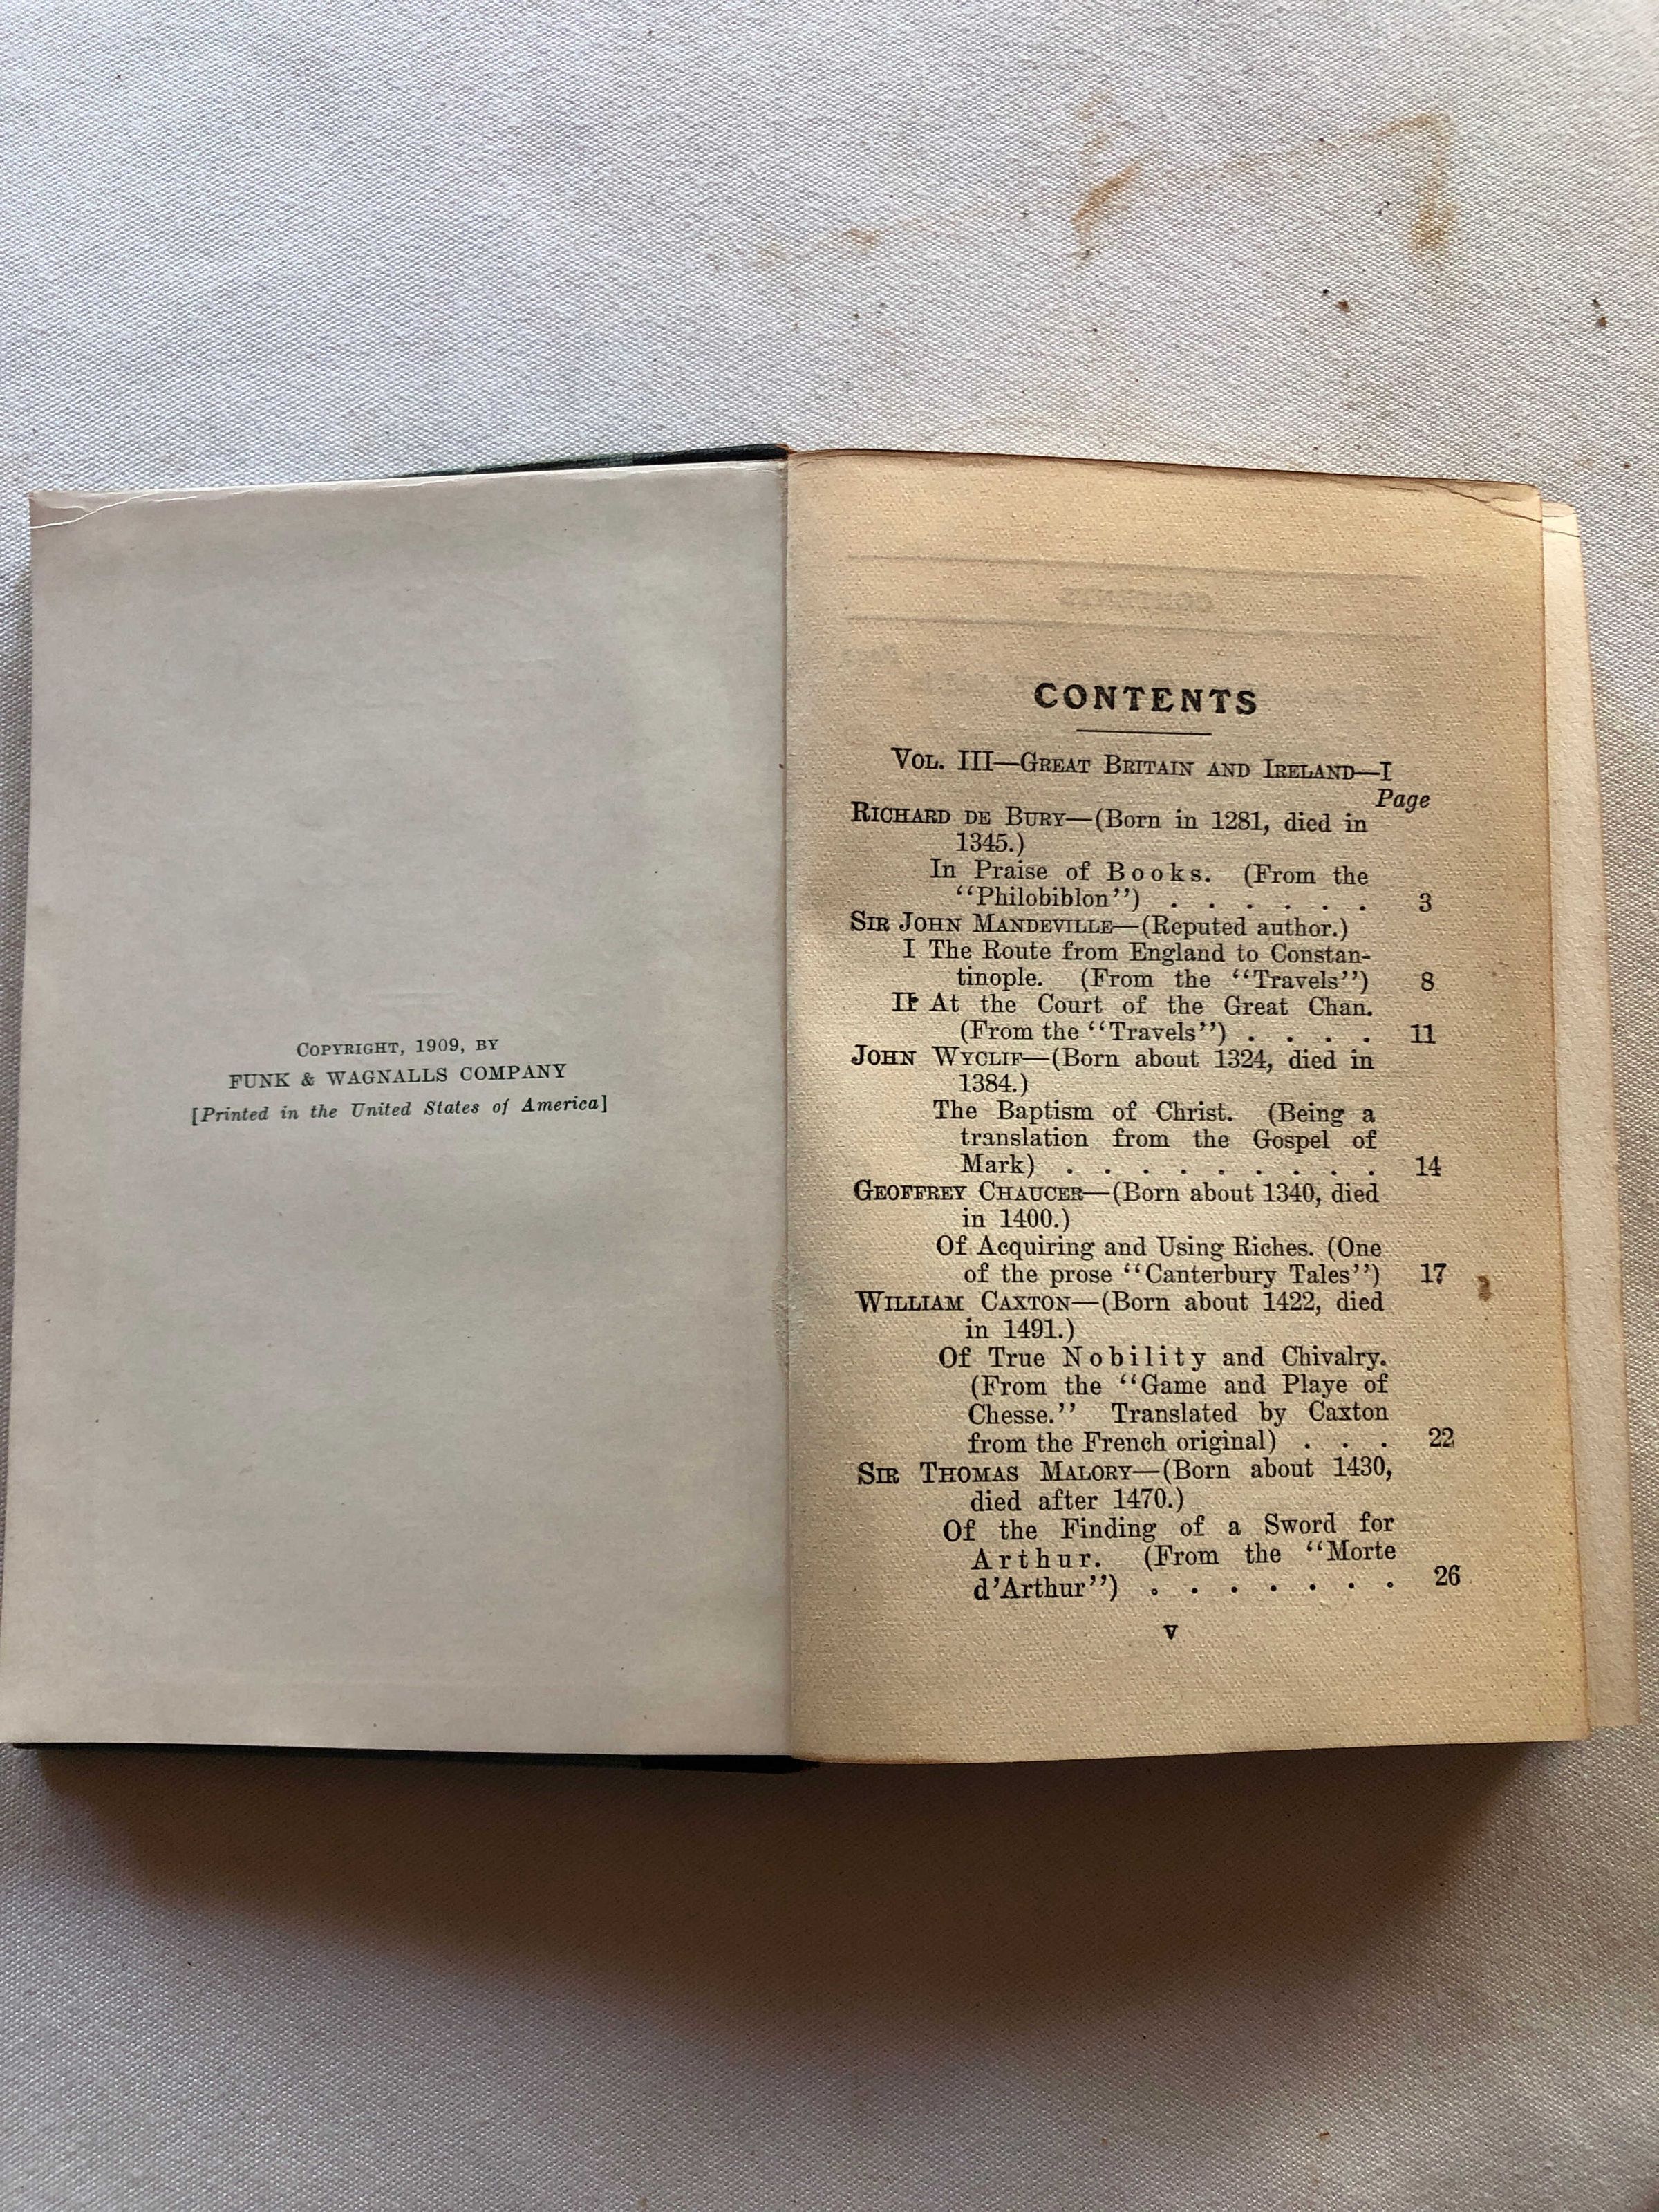 COPYRIGHT, 1909, BY
FUNK & WAGNALLS COMPANY
[Printed in the United States of America]
CONTENTS
VOL. III—GREAT BRITAIN AND IRELAND—I
Page
RICHARD DE BURY—(Born in 1281, died in
1345.)
In Praise of Books. (From the
“Philobiblon”) . . . . . . 3
SIR JOHN MANDEVILLE—(Reputed author.)
I The Route from England to Constan-
tinople. (From the “Travels”) 8
II At the Court of the Great Chan.
(From the “Travels”) . . . . 11
JOHN WYCLIF—(Born about 1324, died in
1384.)
The Baptism of Christ. (Being a
translation from the Gospel of
Mark) . . . . . . . . . 14
GEOFFREY CHAUCER—(Born about 1340, died
in 1400.)
Of Acquiring and Using Riches. (One
of the prose “Canterbury Tales”) 17
WILLIAM CAXTON—(Born about 1422, died
in 1491.)
Of True Nobility and Chivalry.
(From the “Game and Playe of
Chesse.” Translated by Caxton
from the French original) . . . 22
SIR THOMAS MALORY—(Born about 1430,
died after 1470.)
Of the Finding of a Sword for
Arthur. (From the “Morte
d'Arthur”) . . . . . . . 26
v